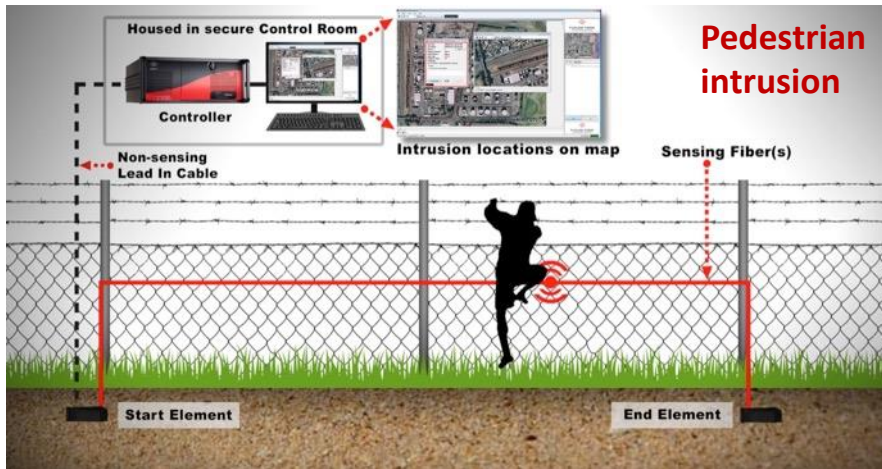 Housed in secure Control Room
Pedestrian
intrusion
Controller
Intrusion locations on map
Non-sensing
Lead In Cable
Sensing Fiber(s)
Start Element
End Element